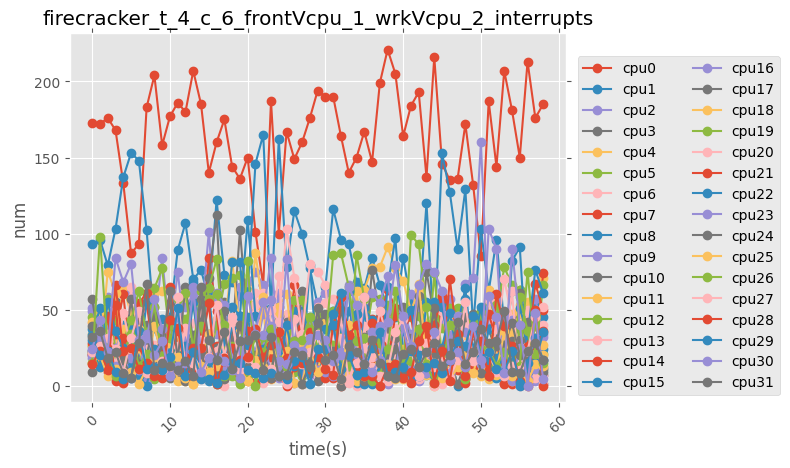 firecracker_t_4_c_6_frontVcpu_1_wrkVcpu_2_interrupts
num
200
150
100
50
0
0
10
20
30
40
50
60
time(s)
cpu0
cpu1
cpu2
cpu3
cpu4
cpu5
cpu6
cpu7
cpu8
cpu9
cpu10
cpu11
cpu12
cpu13
cpu14
cpu15
cpu16
cpu17
cpu18
cpu19
cpu20
cpu21
cpu22
cpu23
cpu24
cpu25
cpu26
cpu27
cpu28
cpu29
cpu30
cpu31